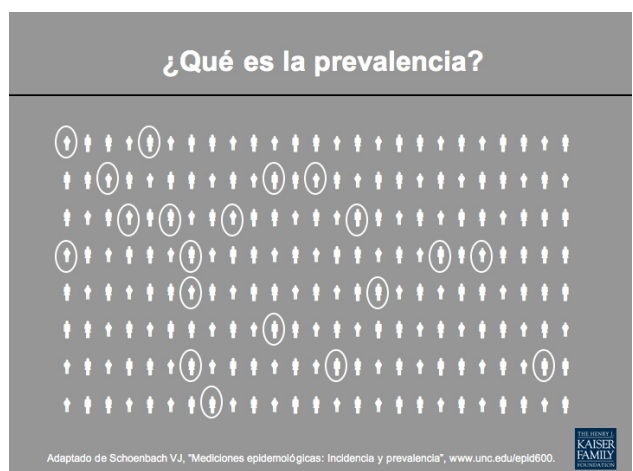 ¿Qué es la prevalencia?
Adaptado de Schoenbach VJ, "Mediciones epidemológicas: Incidencia y prevalencia", www.unc.edu/epid600.
THE HENRY J.
KAISER
FAMILY
FOUNDATION